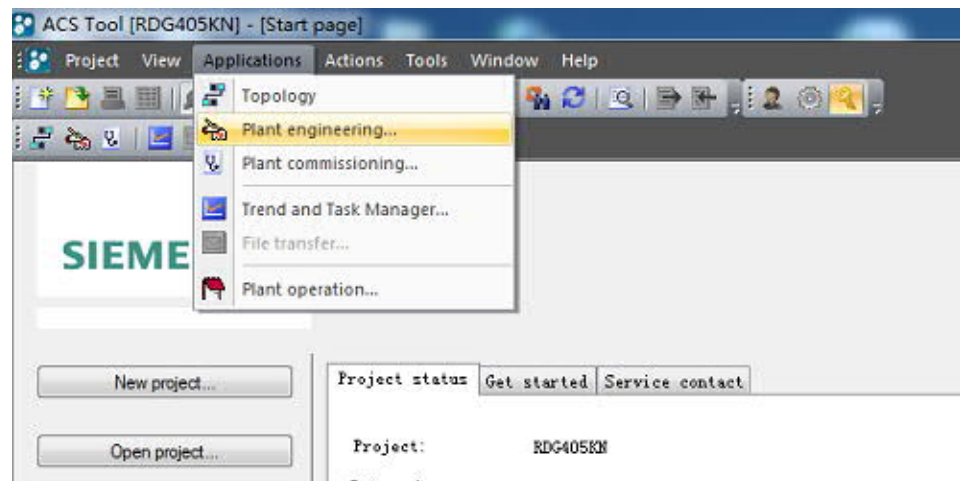 ACS Tool [RDG405KN] - [Start page]
Project View Applications Actions Tools Window Help
Topology
Plant engineering...
Plant commissioning...
Trend and Task Manager...
File transfer...
Plant operation...
SIEME
New project...
Open project...
Project status Get started Service contact
Project: RDG405KN